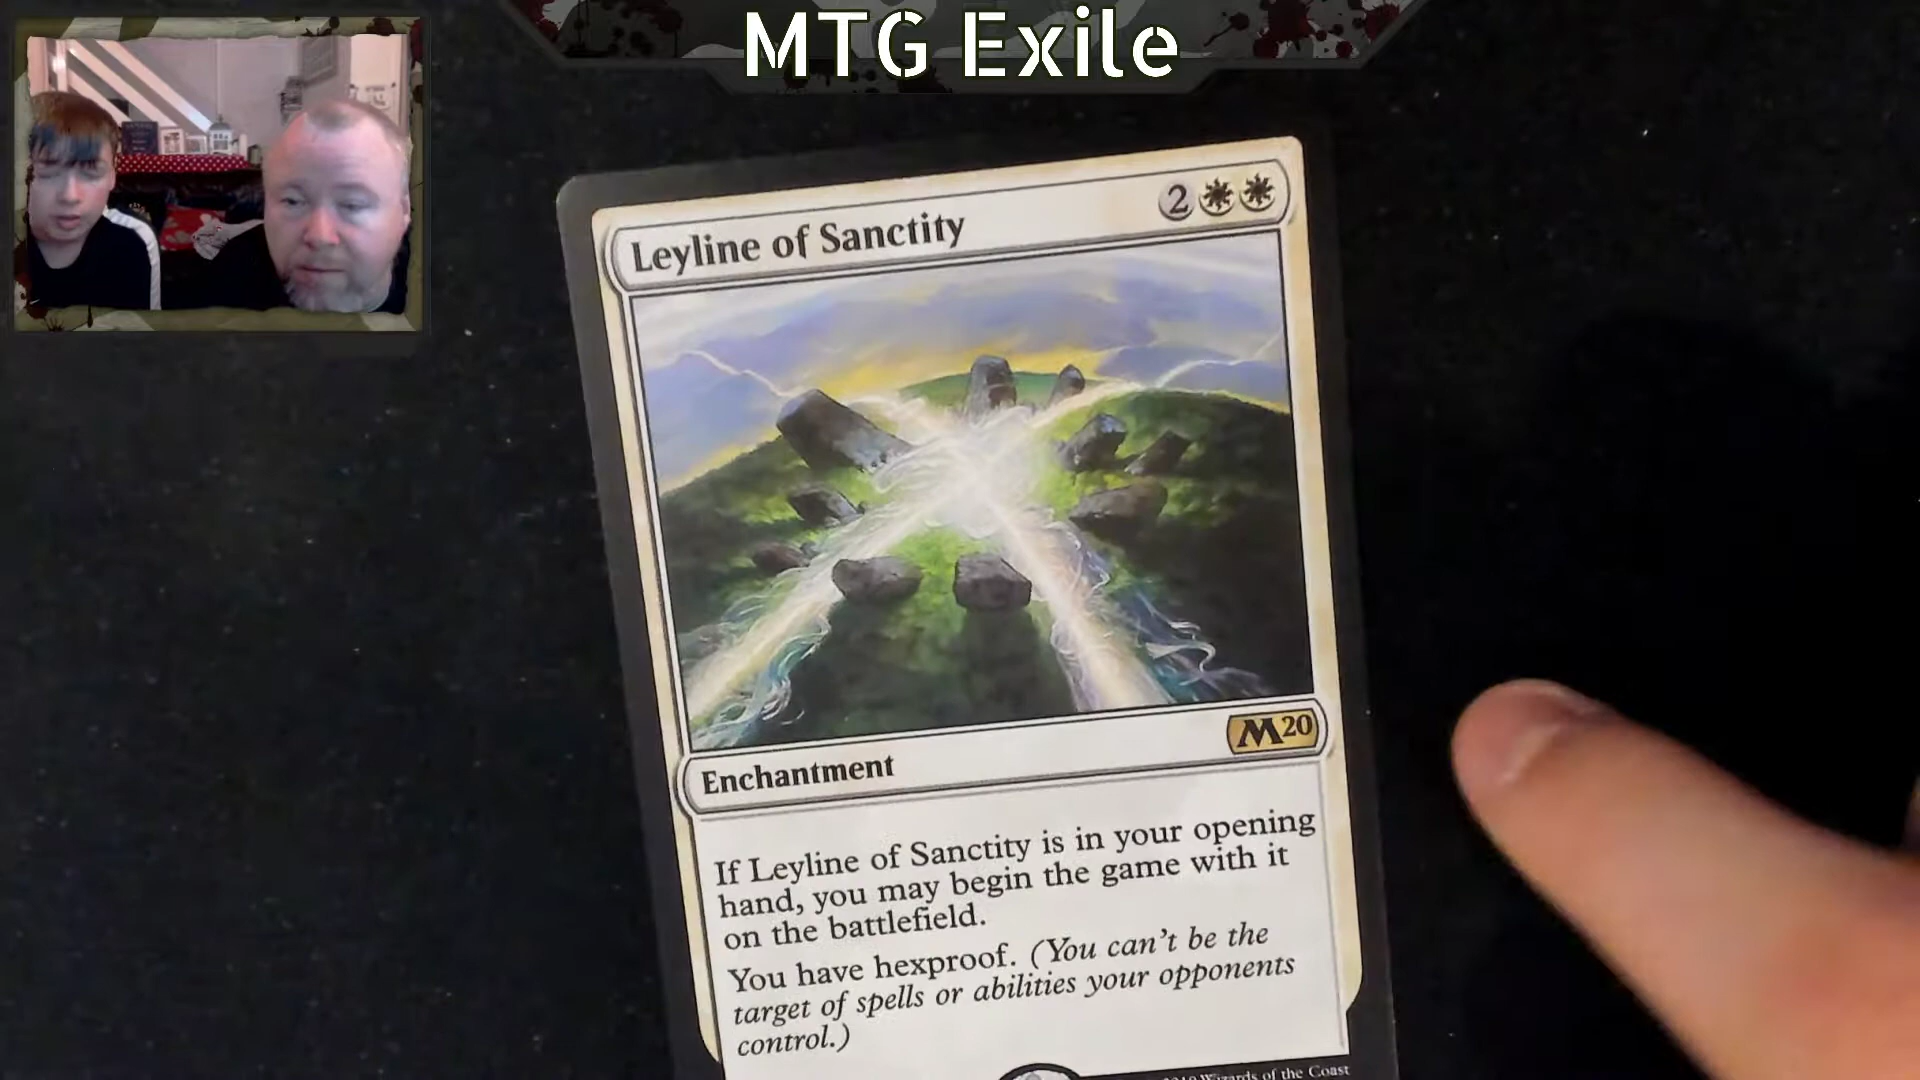 MTG Exile
Leyline of Sanctity
2
M20
Enchantment
If Leyline of Sanctity is in your opening
hand, you may begin the game with it
on the battlefield.
You have hexproof. (You can't be the
target of spells or abilities your opponents
control.)
Wizards of the Coast